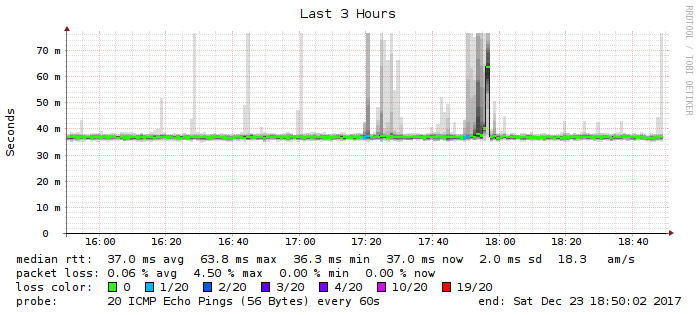 Last 3 Hours
RRDTOOL / TOBI OETIKER
Seconds
70 m
60 m
50 m
40 m
30 m
20 m
10 m
0
16:00 16:20 16:40 17:00 17:20 17:40 18:00 18:20 18:40
median rtt: 37.0 ms avg 63.8 ms max 36.3 ms min 37.0 ms now 2.0 ms sd 18.3 am/s
packet loss: 0.06 % avg 4.50 % max 0.00 % min 0.00 % now
loss color: 0 1/20 2/20 3/20 4/20 10/20 19/20
probe: 20 ICMP Echo Pings (56 Bytes) every 60s end: Sat Dec 23 18:50:02 2017